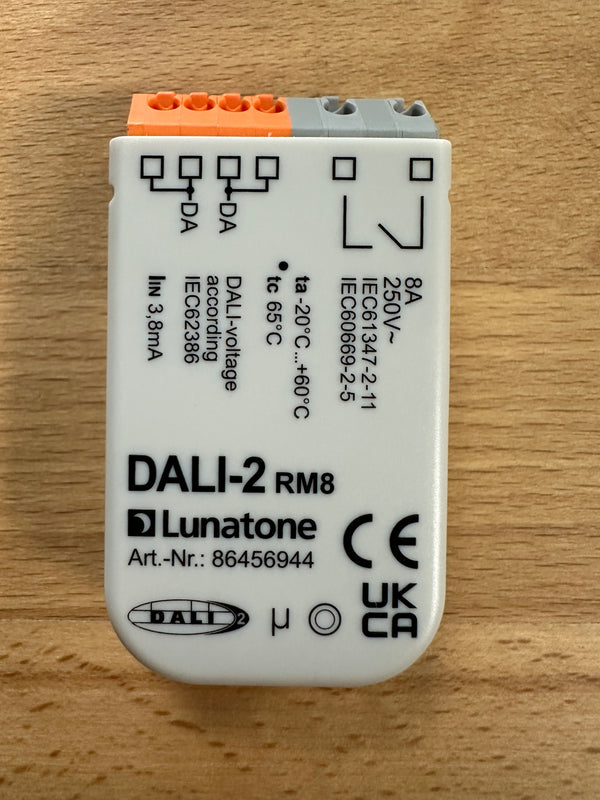 DA
DA
8A
250V~
IEC61347-2-11
IEC60669-2-5
ta -20°C...+60°C
tc 65°C
DALI-voltage
according
IEC62386
IIN 3,8mA
DALI-2 RM8
Lunatone
Art.-Nr.: 86456944
CE
DALI 2
µ
UK
CA